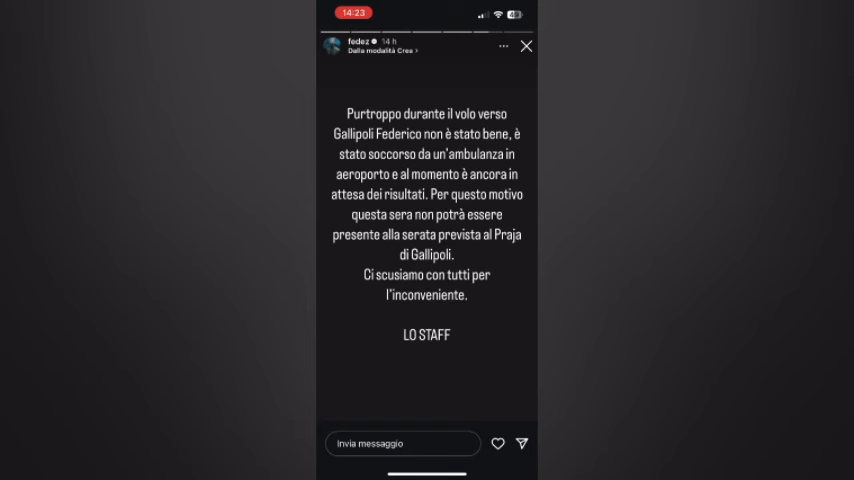 14:23
49
fedez 14 h
Dalla modalità Crea >
Purtroppo durante il volo verso
Gallipoli Federico non è stato bene, è
stato soccorso da un'ambulanza in
aeroporto e al momento è ancora in
attesa dei risultati. Per questo motivo
questa sera non potrà essere
presente alla serata prevista al Praja
di Gallipoli.
Ci scusiamo con tutti per
l'inconveniente.
LO STAFF
Invia messaggio